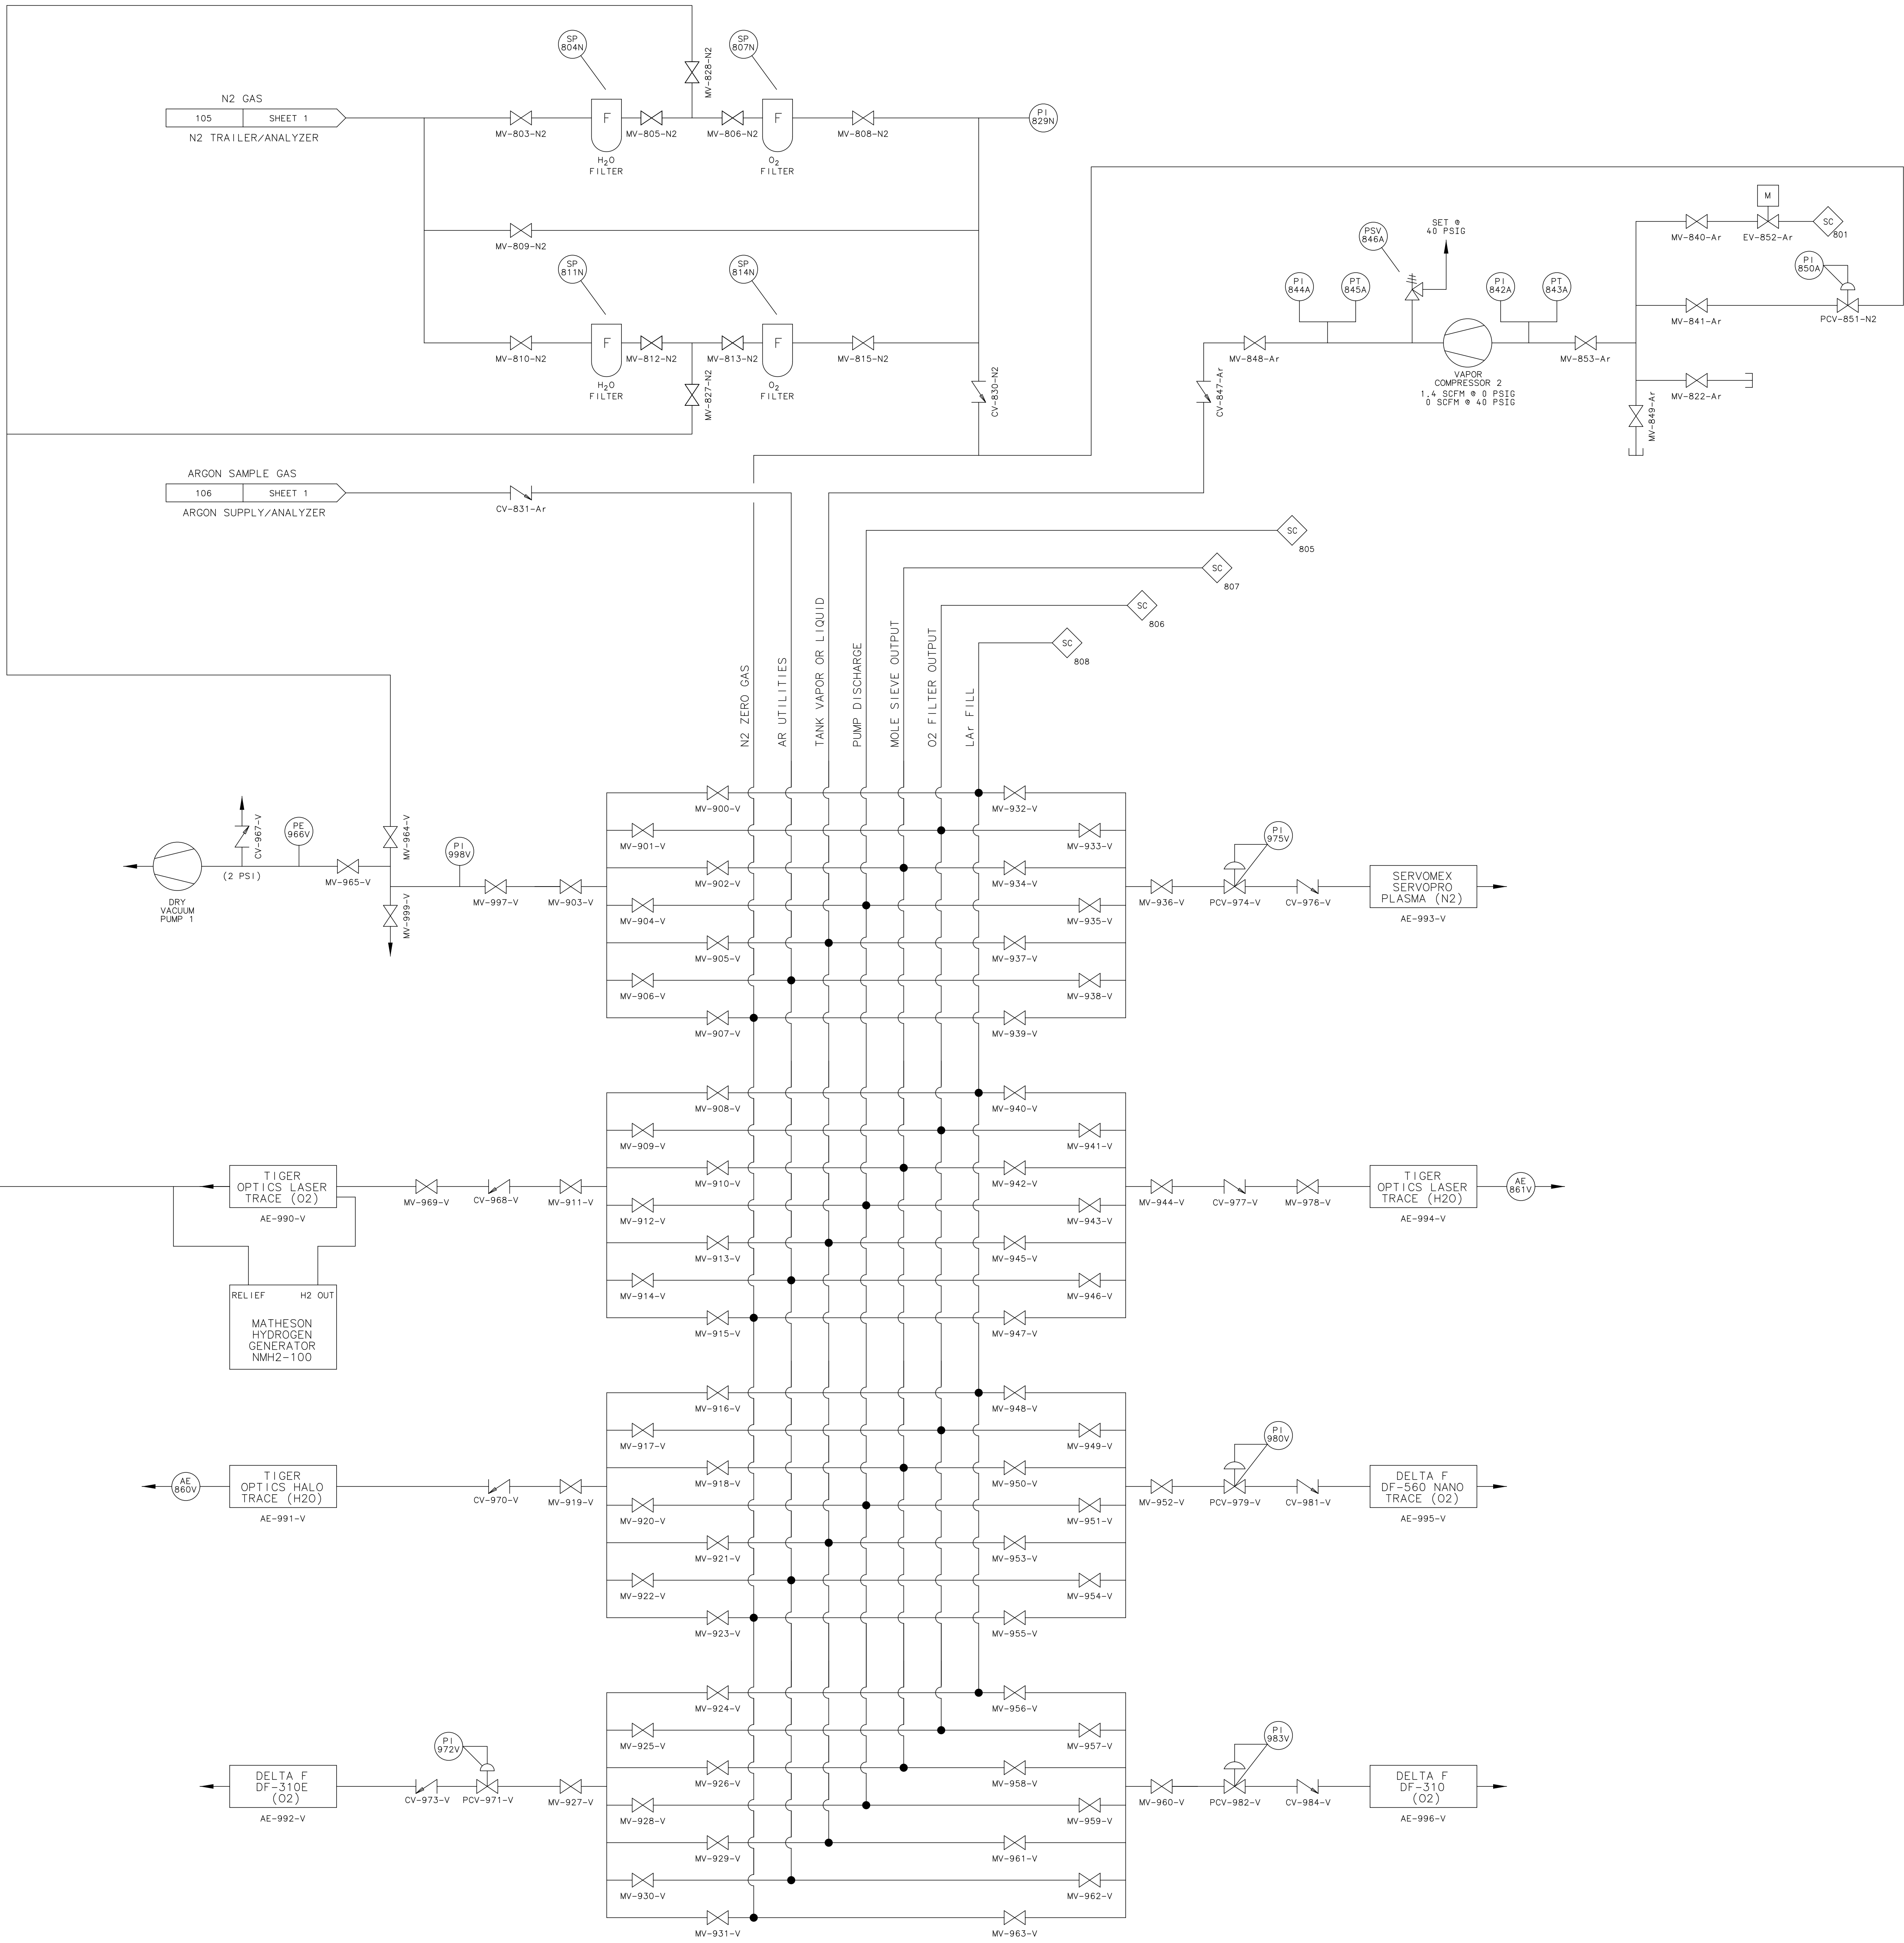 SP
804N
SP
807N
MV-828-N2
N2 GAS
105 SHEET 1
N2 TRAILER/ANALYZER
F
F
PI
829N
MV-803-N2
MV-805-N2
MV-806-N2
MV-808-N2
H2O
FILTER
O2
FILTER
MV-809-N2
SP
811N
SP
814N
F
F
MV-810-N2
MV-812-N2
MV-813-N2
MV-815-N2
H2O
FILTER
O2
FILTER
MV-827-N2
CV-830-N2
M
SC
801
MV-840-Ar
EV-852-Ar
PSV
846A
SET @
40 PSIG
PI
850A
PI
844A
PT
845A
PI
842A
PT
843A
MV-841-Ar
PCV-851-N2
MV-848-Ar
MV-853-Ar
VAPOR
COMPRESSOR 2
1.4 SCFM @ 0 PSIG
0 SCFM @ 40 PSIG
CV-847-Ar
MV-822-Ar
MV-849-Ar
ARGON SAMPLE GAS
106 SHEET 1
ARGON SUPPLY/ANALYZER
CV-831-Ar
SC
805
SC
807
SC
806
SC
808
N2 ZERO GAS
AR UTILITIES
TANK VAPOR OR LIQUID
PUMP DISCHARGE
MOLE SIEVE OUTPUT
O2 FILTER OUTPUT
LAr FILL
DRY
VACUUM
PUMP 1
CV-967-V
(2 PSI)
PE
966V
MV-965-V
MV-964-V
MV-999-V
PI
998V
MV-997-V
MV-903-V
MV-900-V
MV-901-V
MV-902-V
MV-904-V
MV-905-V
MV-906-V
MV-907-V
MV-932-V
MV-933-V
MV-934-V
MV-935-V
MV-937-V
MV-938-V
MV-939-V
MV-936-V
PI
975V
PCV-974-V
CV-976-V
SERVOMEX
SERVOPRO
PLASMA (N2)
AE-993-V
TIGER
OPTICS LASER
TRACE (O2)
AE-990-V
RELIEF H2 OUT
MATHESON
HYDROGEN
GENERATOR
NMH2-100
MV-969-V
CV-968-V
MV-911-V
MV-908-V
MV-909-V
MV-910-V
MV-912-V
MV-913-V
MV-914-V
MV-915-V
MV-940-V
MV-941-V
MV-942-V
MV-943-V
MV-945-V
MV-946-V
MV-947-V
MV-944-V
CV-977-V
MV-978-V
TIGER
OPTICS LASER
TRACE (H2O)
AE-994-V
AE
861V
AE
860V
TIGER
OPTICS HALO
TRACE (H2O)
AE-991-V
CV-970-V
MV-919-V
MV-916-V
MV-917-V
MV-918-V
MV-920-V
MV-921-V
MV-922-V
MV-923-V
MV-948-V
MV-949-V
MV-950-V
MV-951-V
MV-953-V
MV-954-V
MV-955-V
MV-952-V
PI
980V
PCV-979-V
CV-981-V
DELTA F
DF-560 NANO
TRACE (O2)
AE-995-V
DELTA F
DF-310E
(O2)
AE-992-V
PI
972V
CV-973-V
PCV-971-V
MV-927-V
MV-924-V
MV-925-V
MV-926-V
MV-928-V
MV-929-V
MV-930-V
MV-931-V
MV-956-V
MV-957-V
MV-958-V
MV-959-V
MV-961-V
MV-962-V
MV-963-V
MV-960-V
PI
983V
PCV-982-V
CV-984-V
DELTA F
DF-310
(O2)
AE-996-V